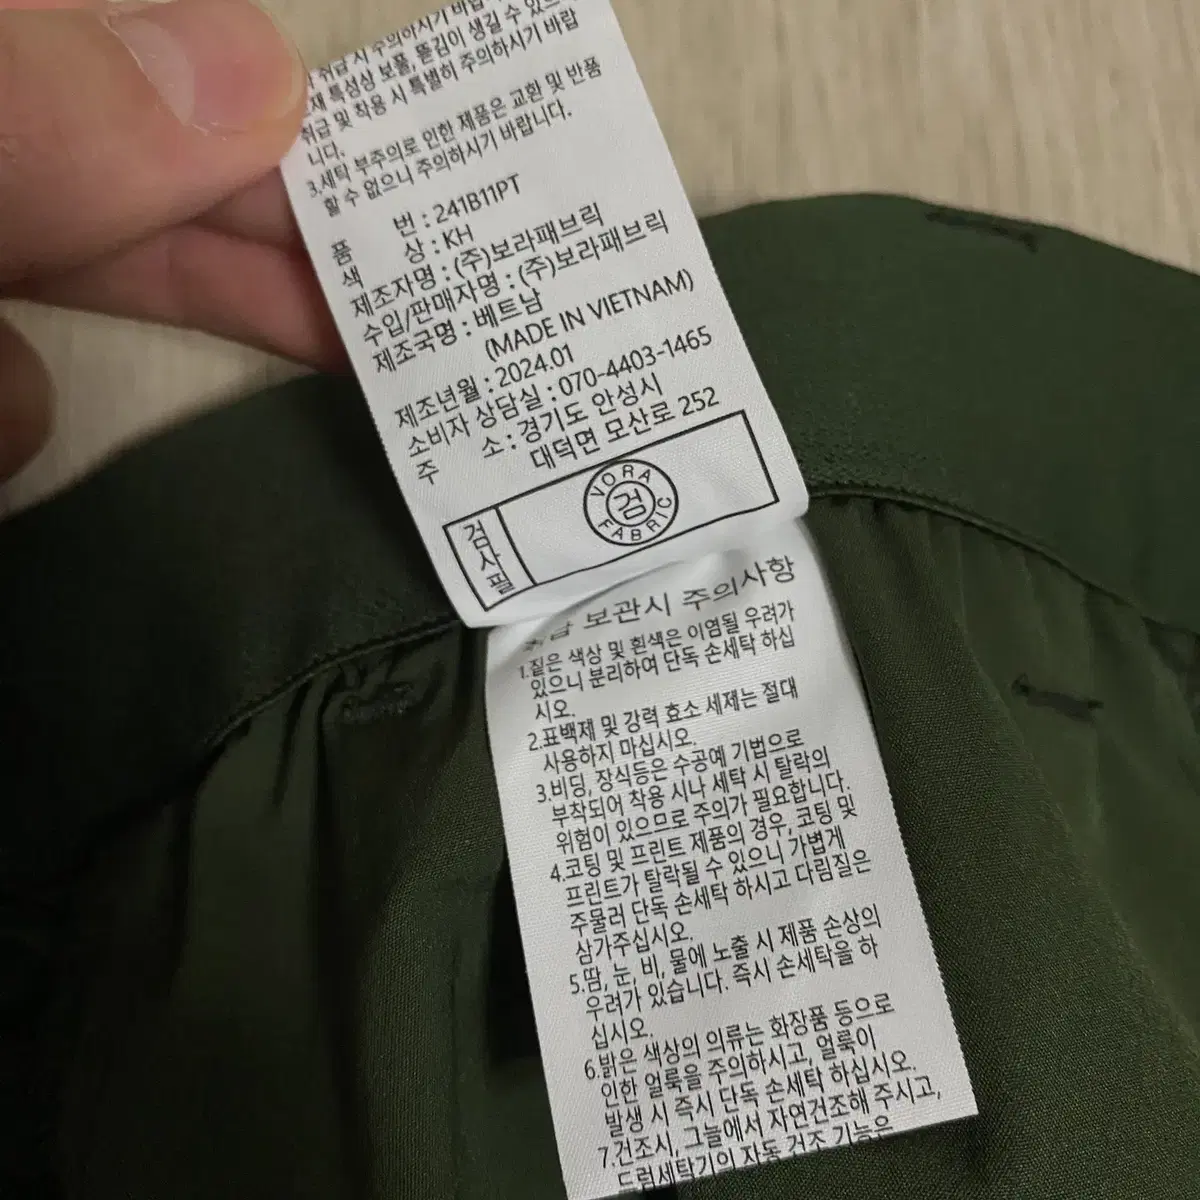 취급 시 주의하시기 바랍
특성상 보풀, 뜯김이 생길 수 있으
취급 및 착용 시 특별히 주의하시기 바랍
니다.
3.세탁 부주의로 인한 제품은 교환 및 반품
할 수 없으니 주의하시기 바랍니다.
품 번 : 241B11PT
색 상 : KH
제조자명 : (주)보라패브릭
수입/판매자명 : (주)보라패브릭
제조국명 : 베트남
(MADE IN VIETNAM)
제조년월 : 2024.01
소비자 상담실 : 070-4403-1465
주 소 : 경기도 안성시
대덕면 모산로 252
검사필
VORA
검
FABRIC
취급 보관시 주의사항
1.짙은 색상 및 흰색은 이염될 우려가
있으니 분리하여 단독 손세탁 하십
시오.
2.표백제 및 강력 효소 세제는 절대
사용하지 마십시오.
3.비딩, 장식등은 수공예 기법으로
부착되어 착용 시나 세탁 시 탈락의
위험이 있으므로 주의가 필요합니다.
4.코팅 및 프린트 제품의 경우, 코팅 및
프린트가 탈락될 수 있으니 가볍게
주물러 단독 손세탁 하시고 다림질은
삼가주십시오.
5.땀, 눈, 비, 물에 노출 시 제품 손상의
우려가 있습니다. 즉시 손세탁을 하
십시오.
6.밝은 색상의 의류는 화장품 등으로
인한 얼룩을 주의하시고, 얼룩이
발생 시 즉시 단독 손세탁 하십시오.
7.건조시, 그늘에서 자연건조해 주시고,
드럼세탁기의 자동 건조 기능은